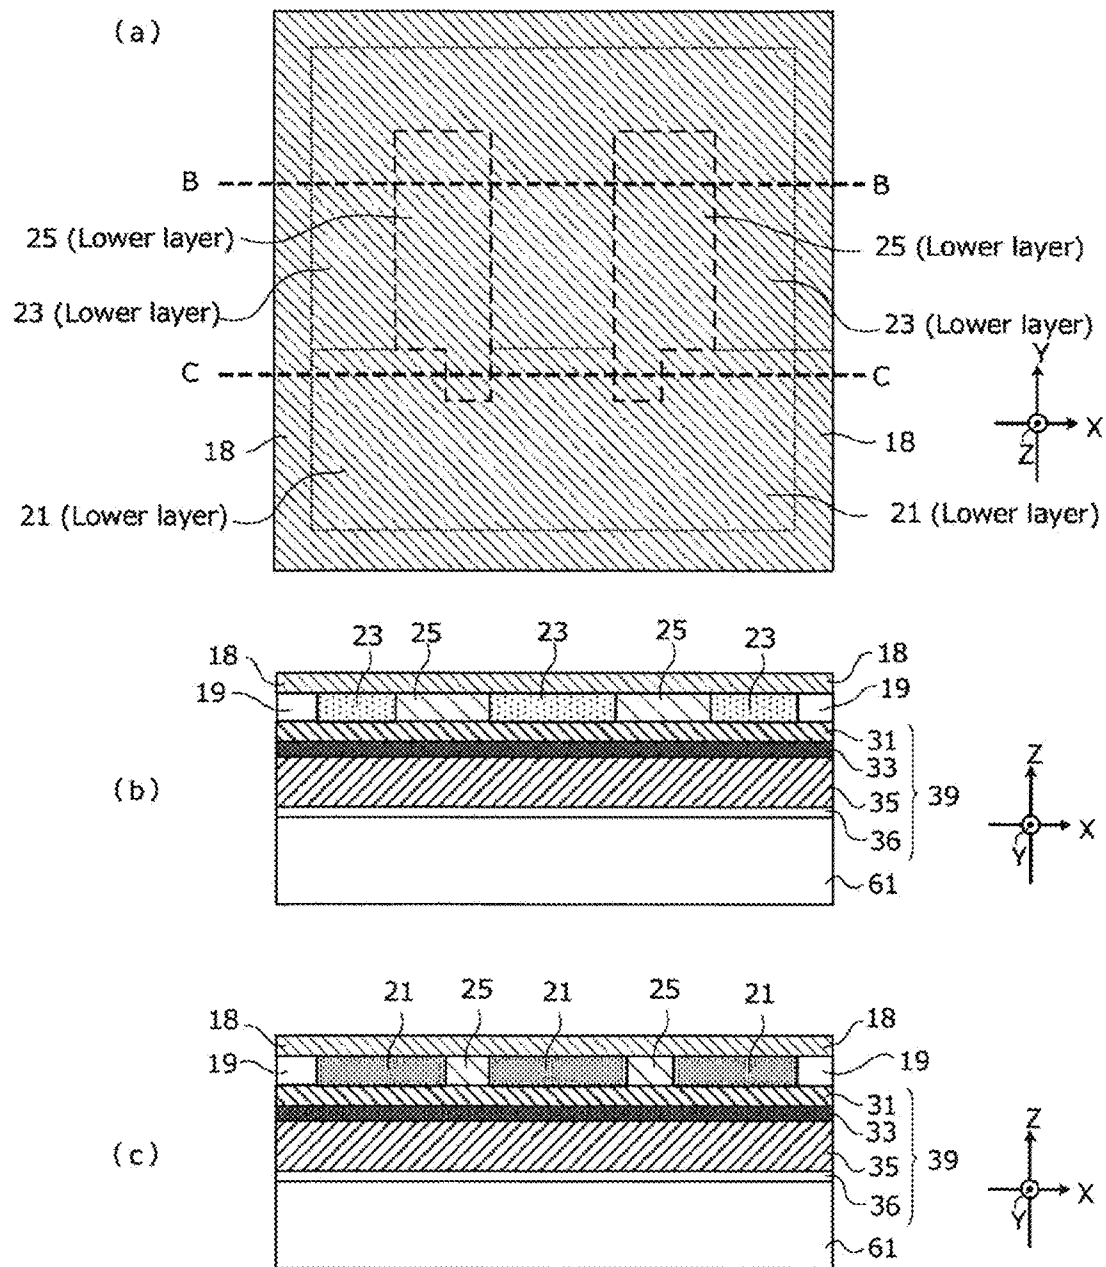 (a)
B B
25 (Lower layer) 25 (Lower layer)
23 (Lower layer) 23 (Lower layer)
C C
Y
X
Z
18 18
21 (Lower layer) 21 (Lower layer)
(b)
23 25 23 25 23
18 18
19 19
31
33
35
36
39
61
Z
X
Y
(c)
21 25 21 25 21
18 18
19 19
31
33
35
36
39
61
Z
X
Y